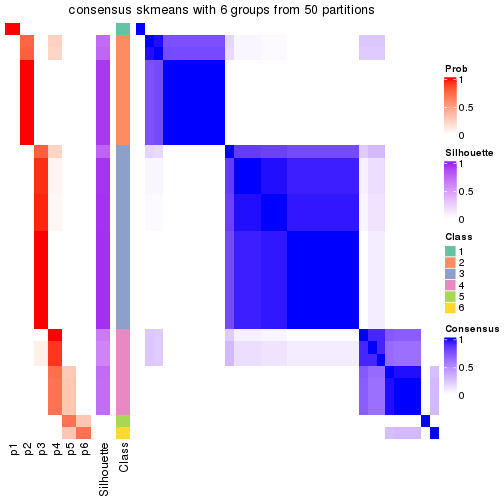 consensus skmeans with 6 groups from 50 partitions
p1
p2
p3
p4
p5
p6
Silhouette
Class
Prob
1
0.5
0
Silhouette
1
0.5
0
Class
1
2
3
4
5
6
Consensus
1
0.5
0